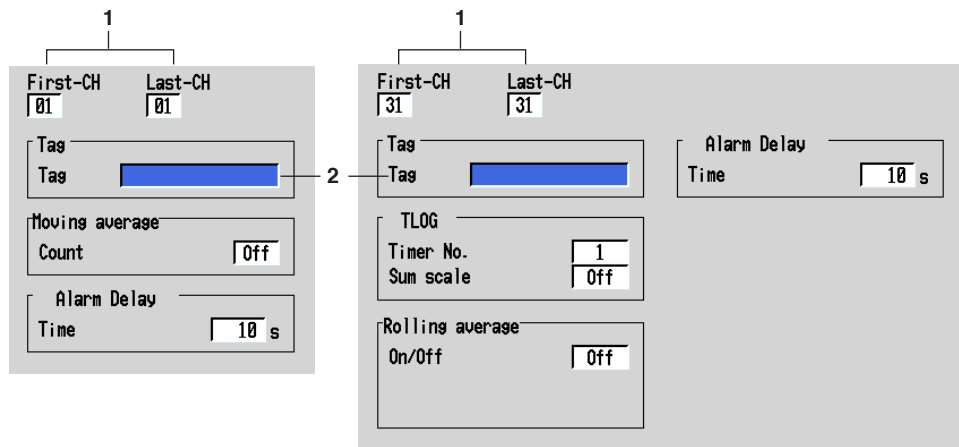 1
First-CH Last-CH
01 01
Tag
Tag
Moving average
Count Off
Alarm Delay
Time 10 s
2
1
First-CH Last-CH
31 31
Tag
Tag
TLOG
Timer No. 1
Sum scale Off
Rolling average
On/Off Off
Alarm Delay
Time 10 s